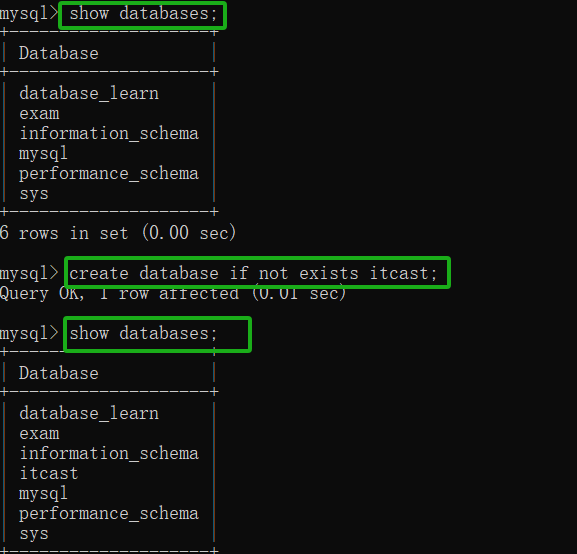 mysql> show databases;
+--------------------+
| Database           |
+--------------------+
| database_learn     |
| exam               |
| information_schema |
| mysql              |
| performance_schema |
| sys                |
+--------------------+
6 rows in set (0.00 sec)
mysql> create database if not exists itcast;
Query OK, 1 row affected (0.01 sec)
mysql> show databases;
+--------------------+
| Database           |
+--------------------+
| database_learn     |
| exam               |
| information_schema |
| itcast             |
| mysql              |
| performance_schema |
| sys                |
+--------------------+